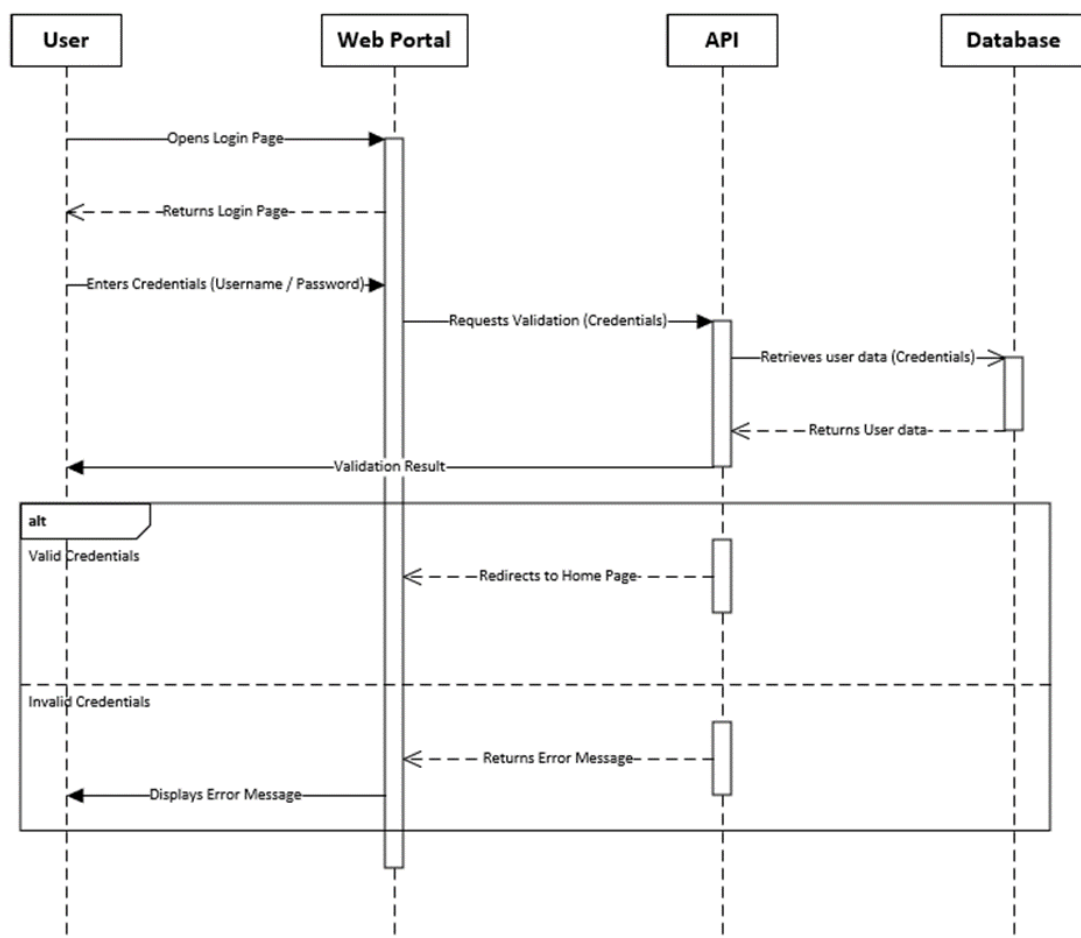 User
Web Portal
API
Database
Opens Login Page
Returns Login Page
Enters Credentials (Username / Password)
Requests Validation (Credentials)
Retrieves user data (Credentials)
Returns User data
Validation Result
alt
Valid Credentials
Redirects to Home Page
Invalid Credentials
Returns Error Message
Displays Error Message